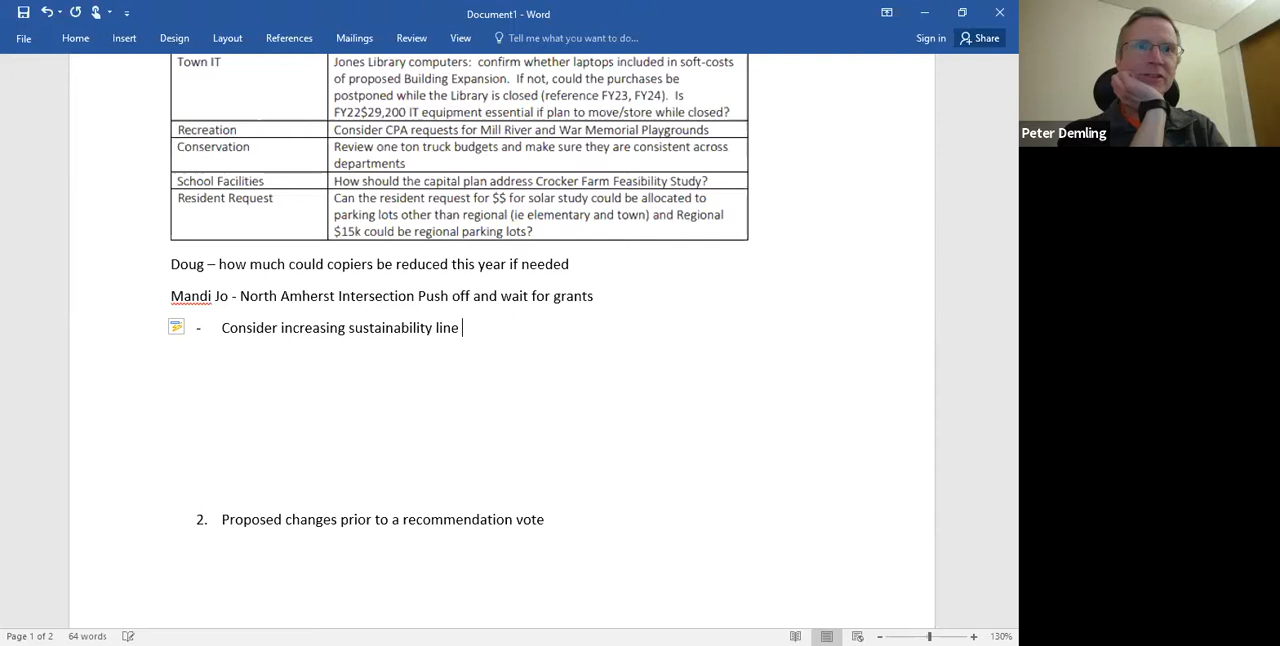 Document1 - Word
File Home Insert Design Layout References Mailings Review View Tell me what you want to do... Sign in Share
Town IT Jones Library computers: confirm whether laptops included in soft-costs
of proposed Building Expansion. If not, could the purchases be
postponed while the Library is closed (reference FY23, FY24). Is
FY22$29,200 IT equipment essential if plan to move/store while closed?
Recreation Consider CPA requests for Mill River and War Memorial Playgrounds
Conservation Review one ton truck budgets and make sure they are consistent across
departments
School Facilities How should the capital plan address Crocker Farm Feasibility Study?
Resident Request Can the resident request for $$ for solar study could be allocated to
parking lots other than regional (ie elementary and town) and Regional
$15k could be regional parking lots?
Doug – how much could copiers be reduced this year if needed
Mandi Jo - North Amherst Intersection Push off and wait for grants
- Consider increasing sustainability line
2. Proposed changes prior to a recommendation vote
Page 1 of 2 64 words 130%
Peter Demling